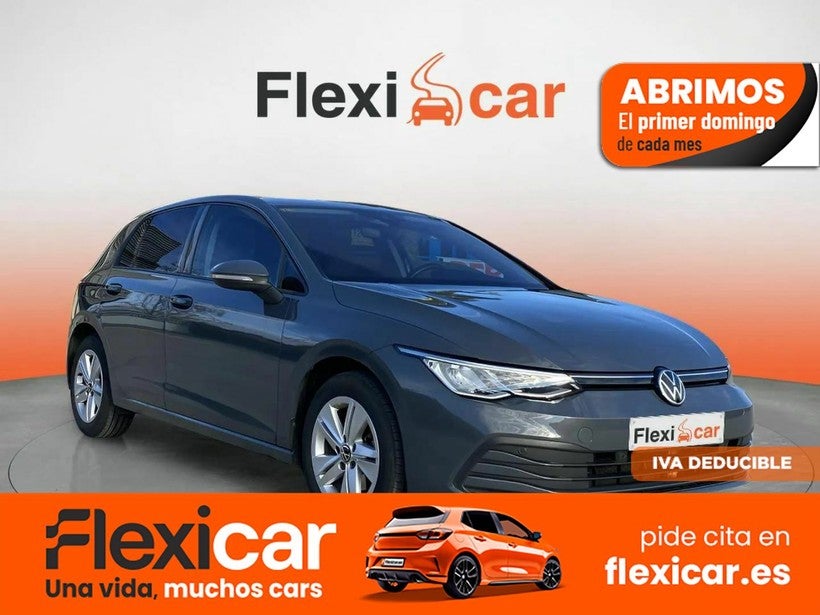 Flexicar
ABRIMOS
El primer domingo
de cada mes
Flexicar
IVA DEDUCIBLE
Flexicar
Una vida, muchos cars
pide cita en
flexicar.es